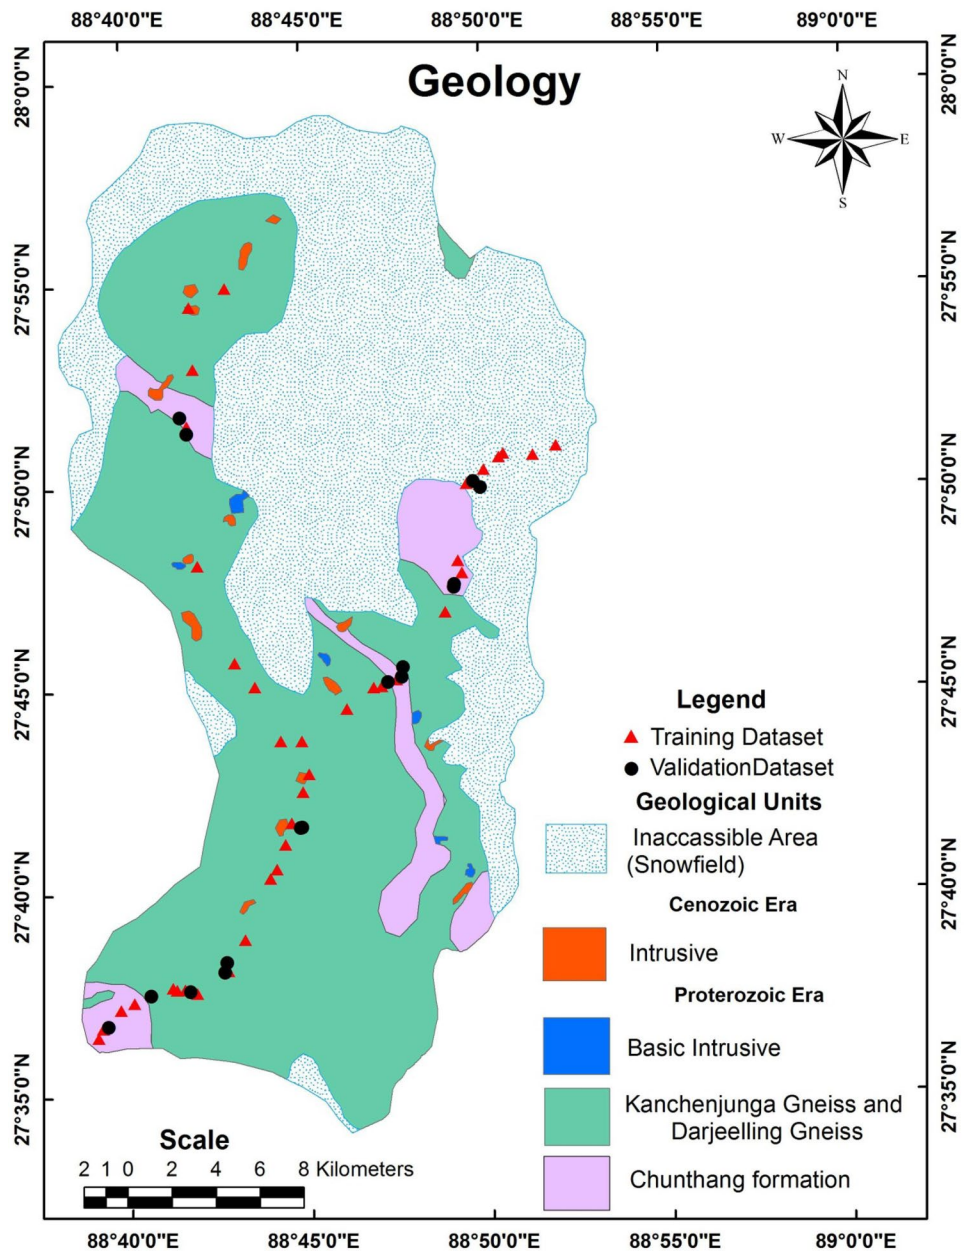 88°40'0"E 88°45'0"E 88°50'0"E 88°55'0"E 89°0'0"E
Geology
N
W E
S
28°0'0"N 28°0'0"N
27°55'0"N 27°55'0"N
27°50'0"N 27°50'0"N
27°45'0"N 27°45'0"N
Legend
Training Dataset
ValidationDataset
Geological Units
Inaccassible Area
(Snowfield)
27°40'0"N 27°40'0"N
Cenozoic Era
Intrusive
Proterozoic Era
Basic Intrusive
27°35'0"N 27°35'0"N
Kanchenjunga Gneiss and
Darjeelling Gneiss
Chunthang formation
Scale
2 1 0 2 4 6 8 Kilometers
88°40'0"E 88°45'0"E 88°50'0"E 88°55'0"E 89°0'0"E